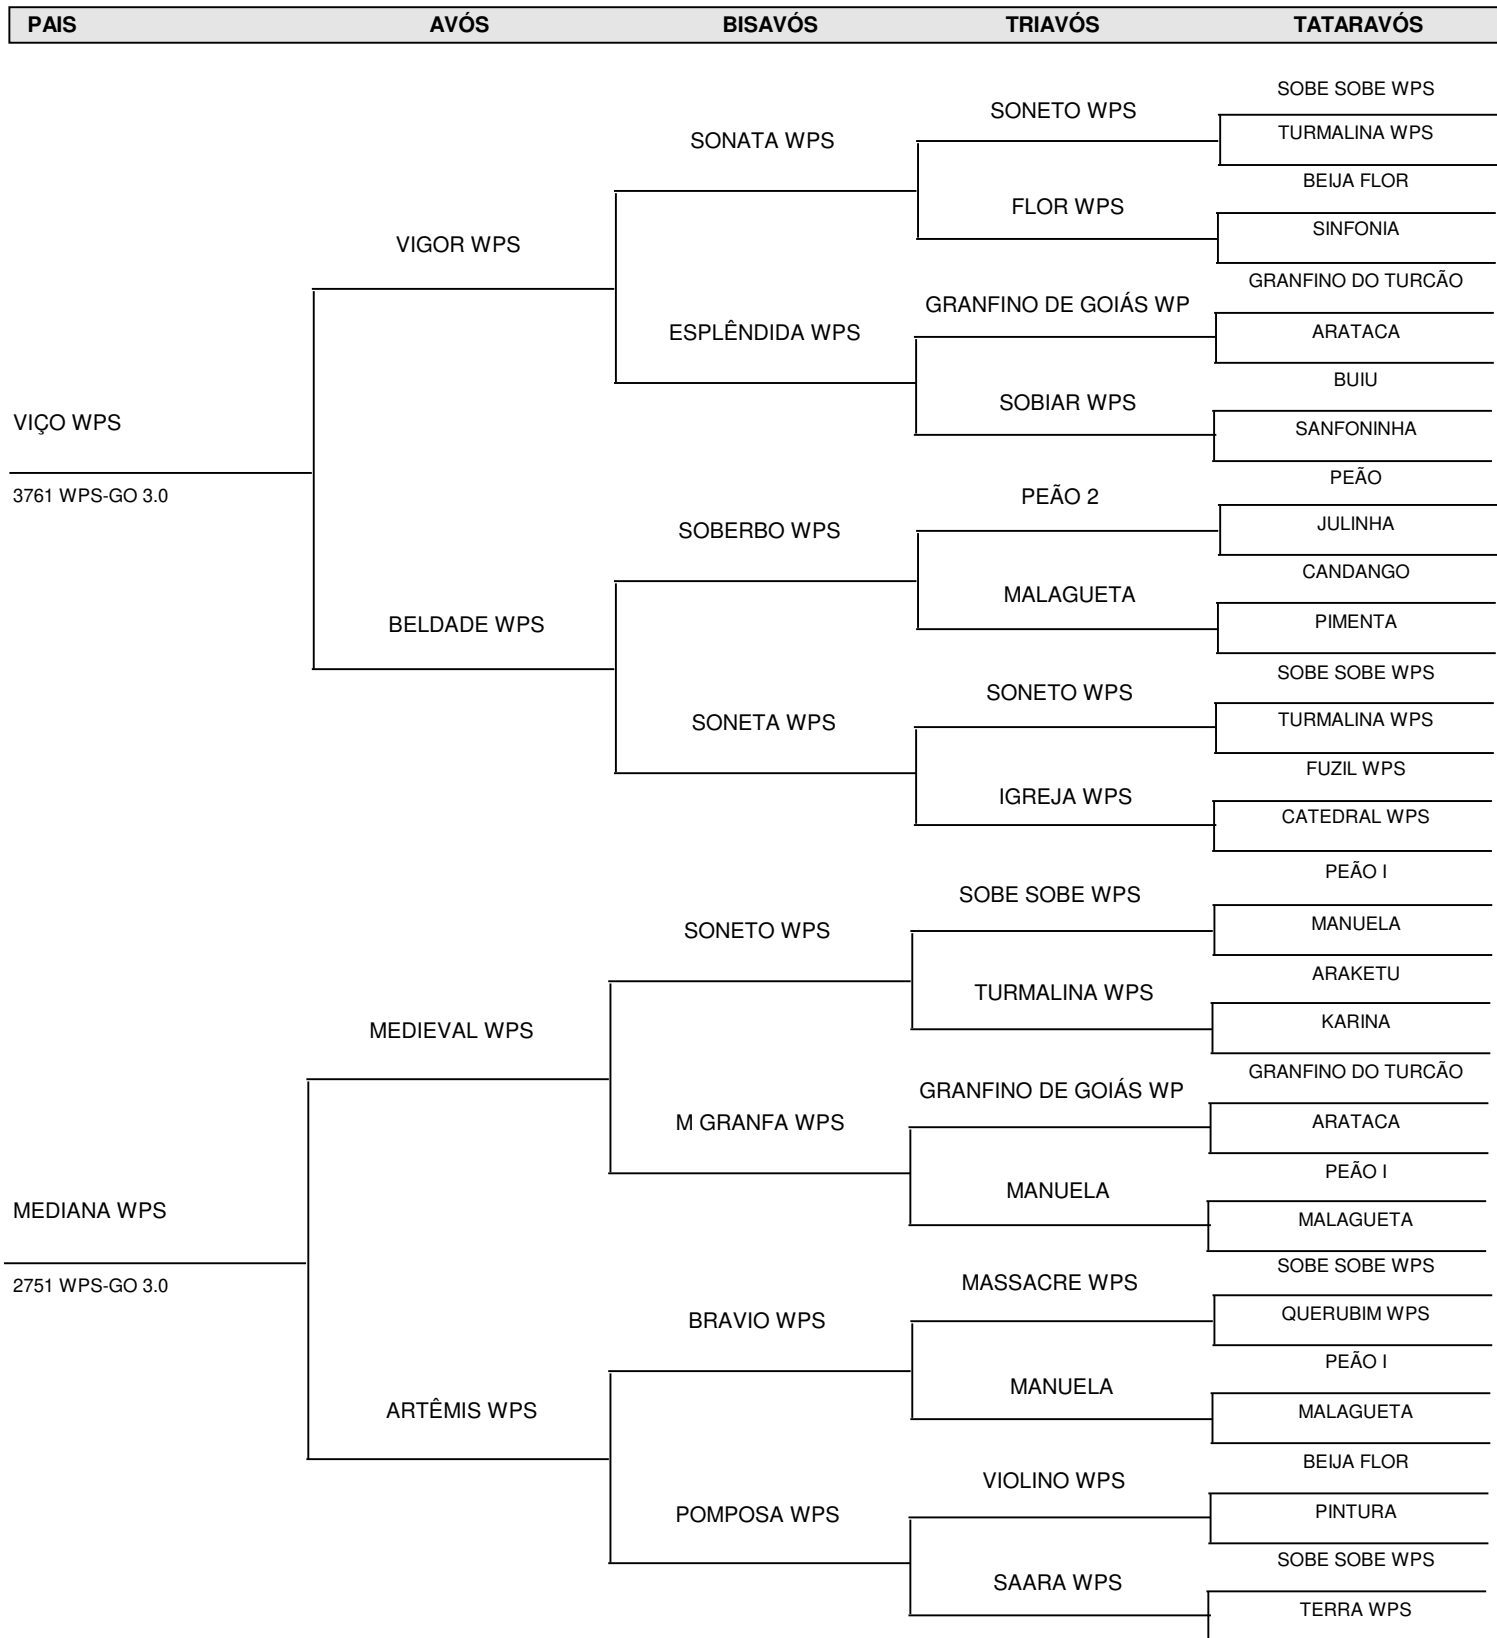 PAIS AVÓS BISAVÓS TRIAVÓS TATARAVÓS
SOBE SOBE WPS
SONETO WPS
TURMALINA WPS
SONATA WPS
BEIJA FLOR
FLOR WPS
SINFONIA
VIGOR WPS
GRANFINO DO TURCÃO
GRANFINO DE GOIÁS WP
ESPLÊNDIDA WPS
ARATACA
BUIU
SOBIAR WPS
VIÇO WPS
SANFONINHA
PEÃO
3761 WPS-GO 3.0
PEÃO 2
JULINHA
SOBERBO WPS
CANDANGO
MALAGUETA
PIMENTA
BELDADE WPS
SOBE SOBE WPS
SONETO WPS
TURMALINA WPS
SONETA WPS
FUZIL WPS
IGREJA WPS
CATEDRAL WPS
PEÃO I
SOBE SOBE WPS
MANUELA
SONETO WPS
ARAKETU
TURMALINA WPS
KARINA
MEDIEVAL WPS
GRANFINO DO TURCÃO
GRANFINO DE GOIÁS WP
ARATACA
M GRANFA WPS
PEÃO I
MANUELA
MEDIANA WPS
MALAGUETA
SOBE SOBE WPS
2751 WPS-GO 3.0
MASSACRE WPS
QUERUBIM WPS
BRAVIO WPS
PEÃO I
MANUELA
ARTÊMIS WPS
MALAGUETA
BEIJA FLOR
VIOLINO WPS
PINTURA
POMPOSA WPS
SOBE SOBE WPS
SAARA WPS
TERRA WPS